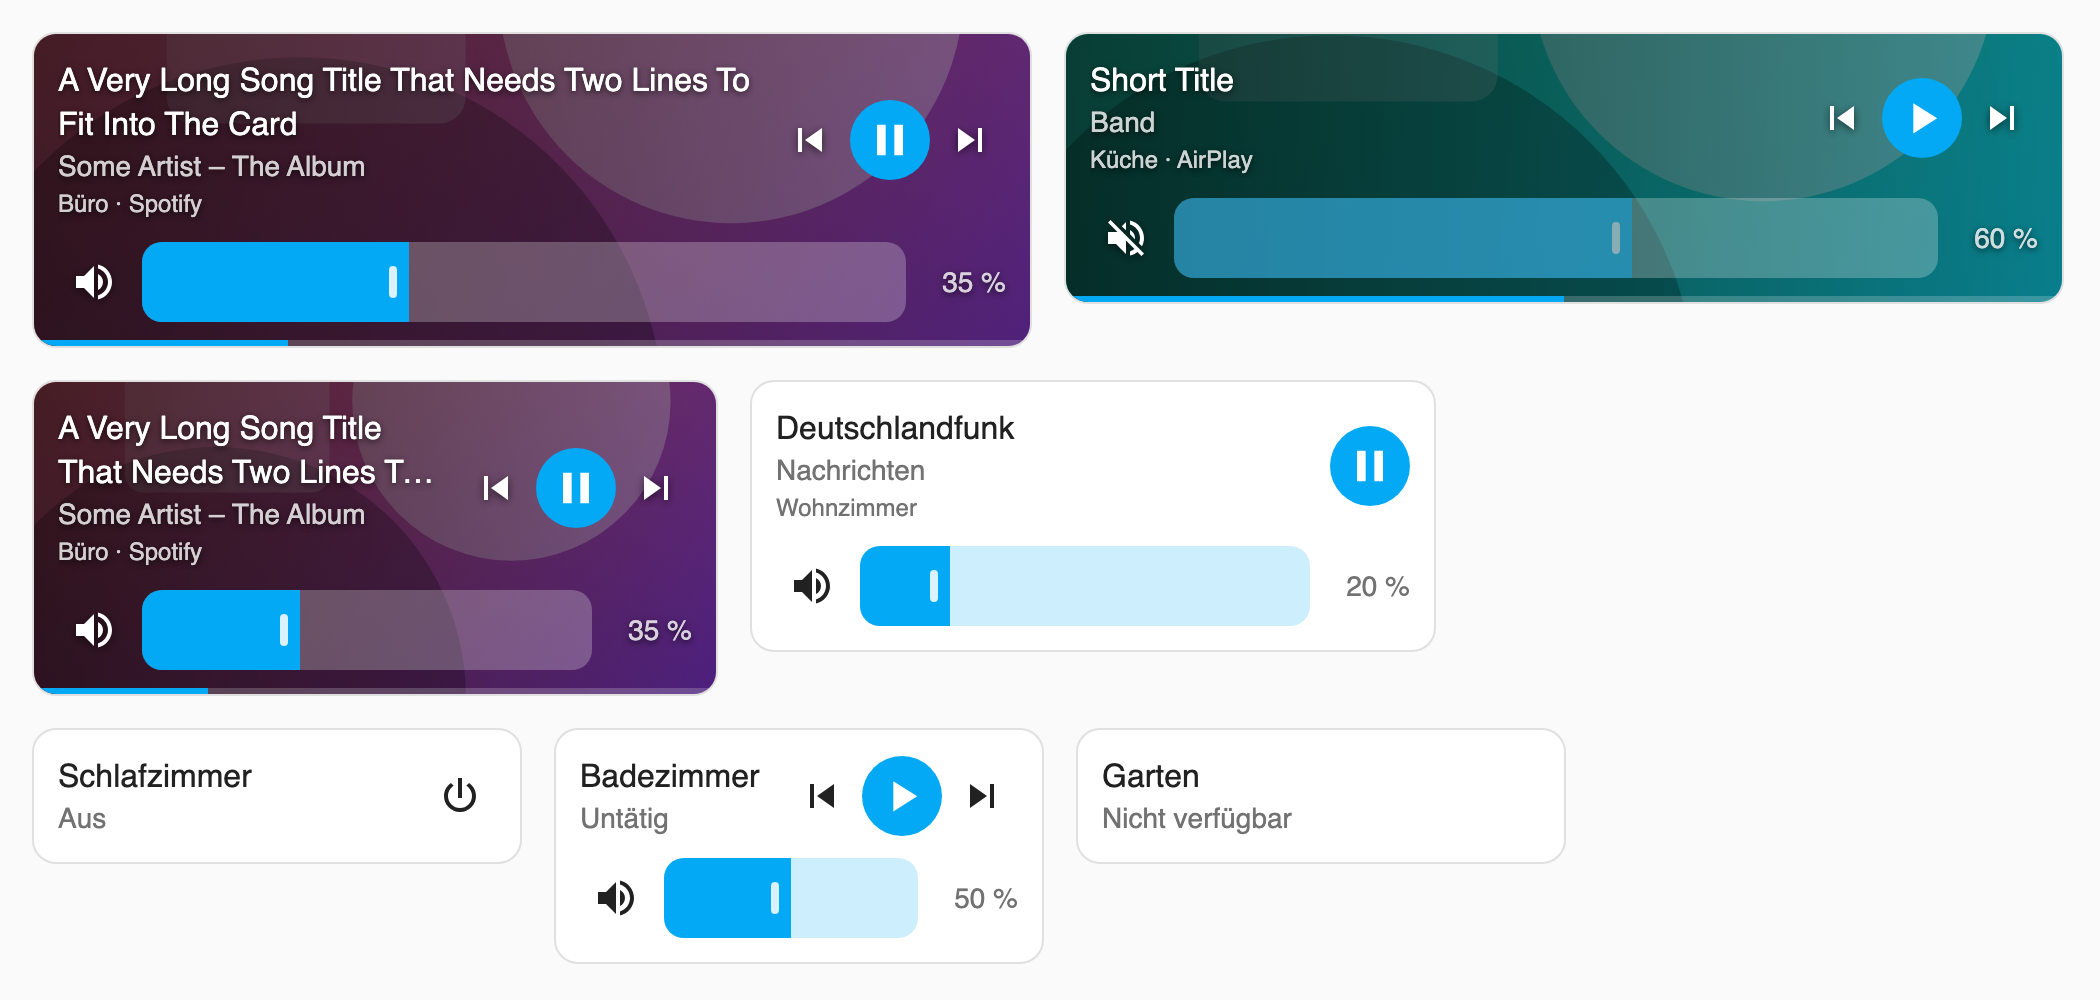 A Very Long Song Title That Needs Two Lines To
Fit Into The Card
Some Artist – The Album
Büro · Spotify
35 %
Short Title
Band
Küche · AirPlay
60 %
A Very Long Song Title
That Needs Two Lines T…
Some Artist – The Album
Büro · Spotify
35 %
Deutschlandfunk
Nachrichten
Wohnzimmer
20 %
Schlafzimmer
Aus
Badezimmer
Untätig
50 %
Garten
Nicht verfügbar